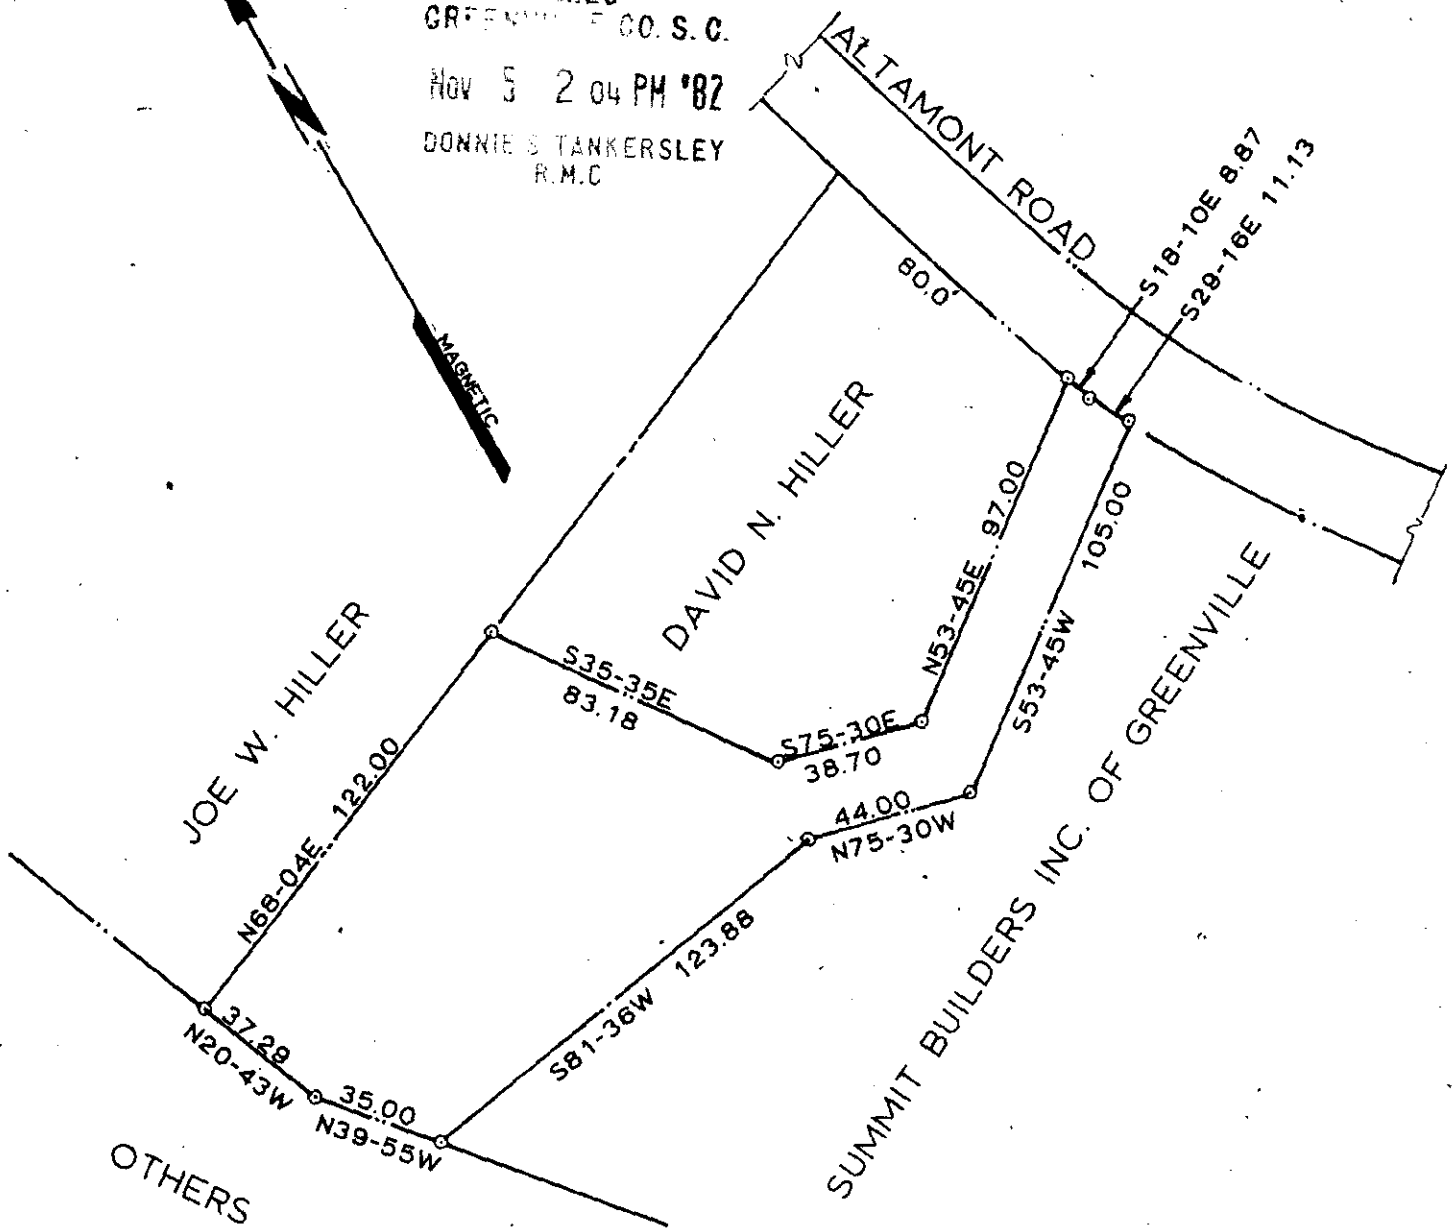 CO. S. C.
Nov 5 2 04 PM '82
DONNIE S TANKERSLEY
R.M.C
MAGNETIC
ALTAMONT ROAD
80.0'
S18-10E 8.87
S29-16E 11.13
DAVID N. HILLER
N53-45E 97.00
105.00
S53-45W
JOE W. HILLER
S35-35E
83.18
S75-30E
38.70
44.00
N75-30W
N68-04E 122.00
S81-36W 123.88
SUMMIT BUILDERS INC. OF GREENVILLE
37.29
N20-43W
35.00
N39-55W
OTHERS